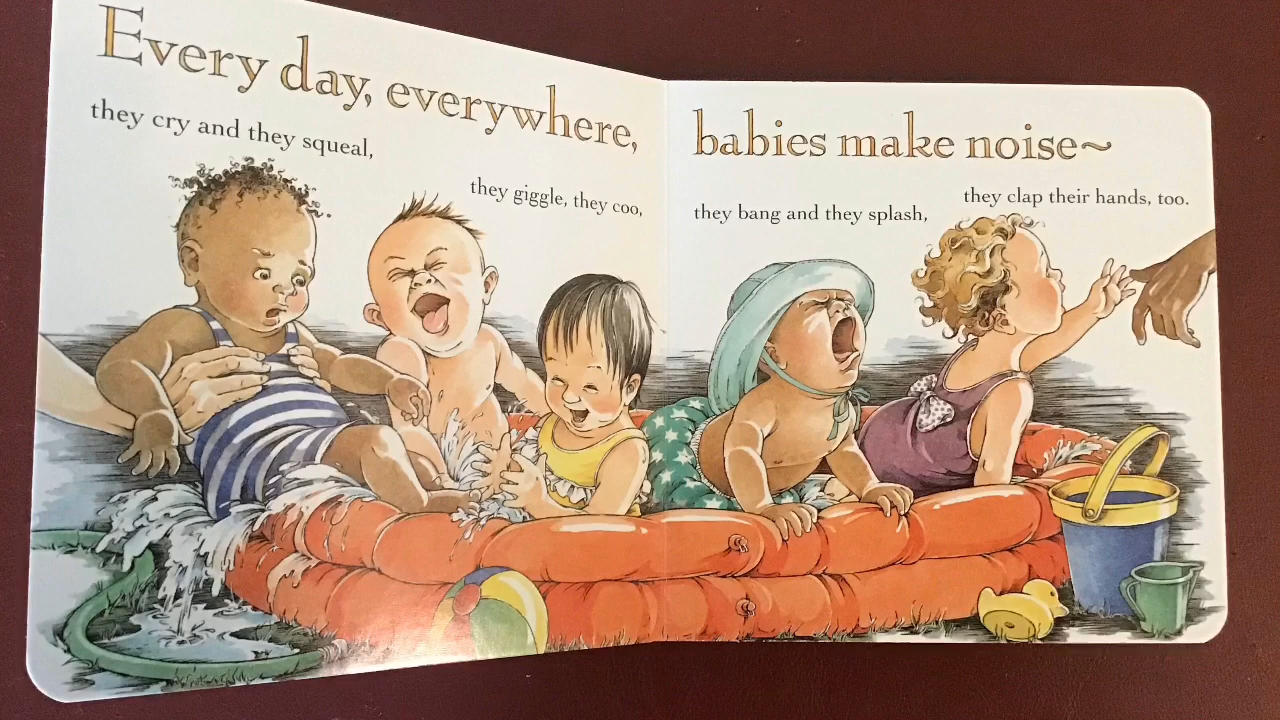 Every day, everywhere,
they cry and they squeal,
they giggle, they coo,
babies make noise~
they bang and they splash,
they clap their hands, too.